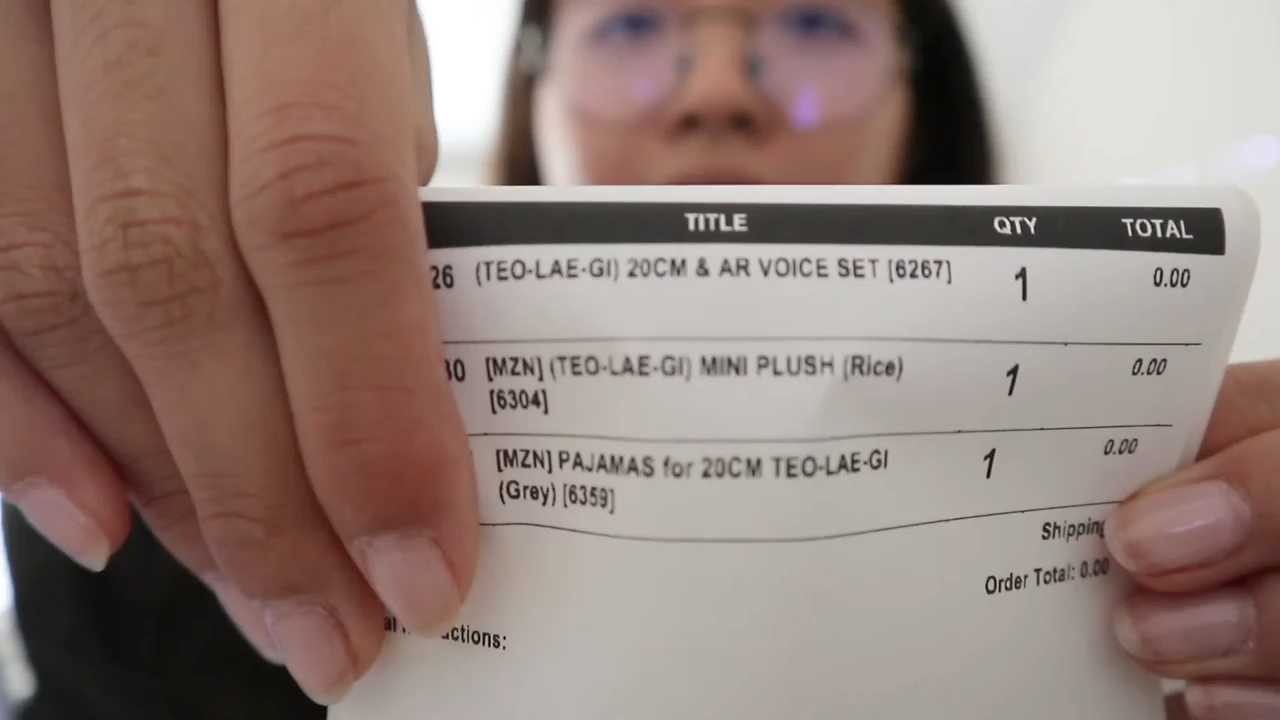 TITLE QTY TOTAL
26 (TEO-LAE-GI) 20CM & AR VOICE SET [6267] 1 0.00
30 [MZN] (TEO-LAE-GI) MINI PLUSH (Rice) 1 0.00
[6304]
[MZN] PAJAMAS for 20CM TEO-LAE-GI 1 0.00
(Grey) [6359]
Shipping
Order Total: 0.00